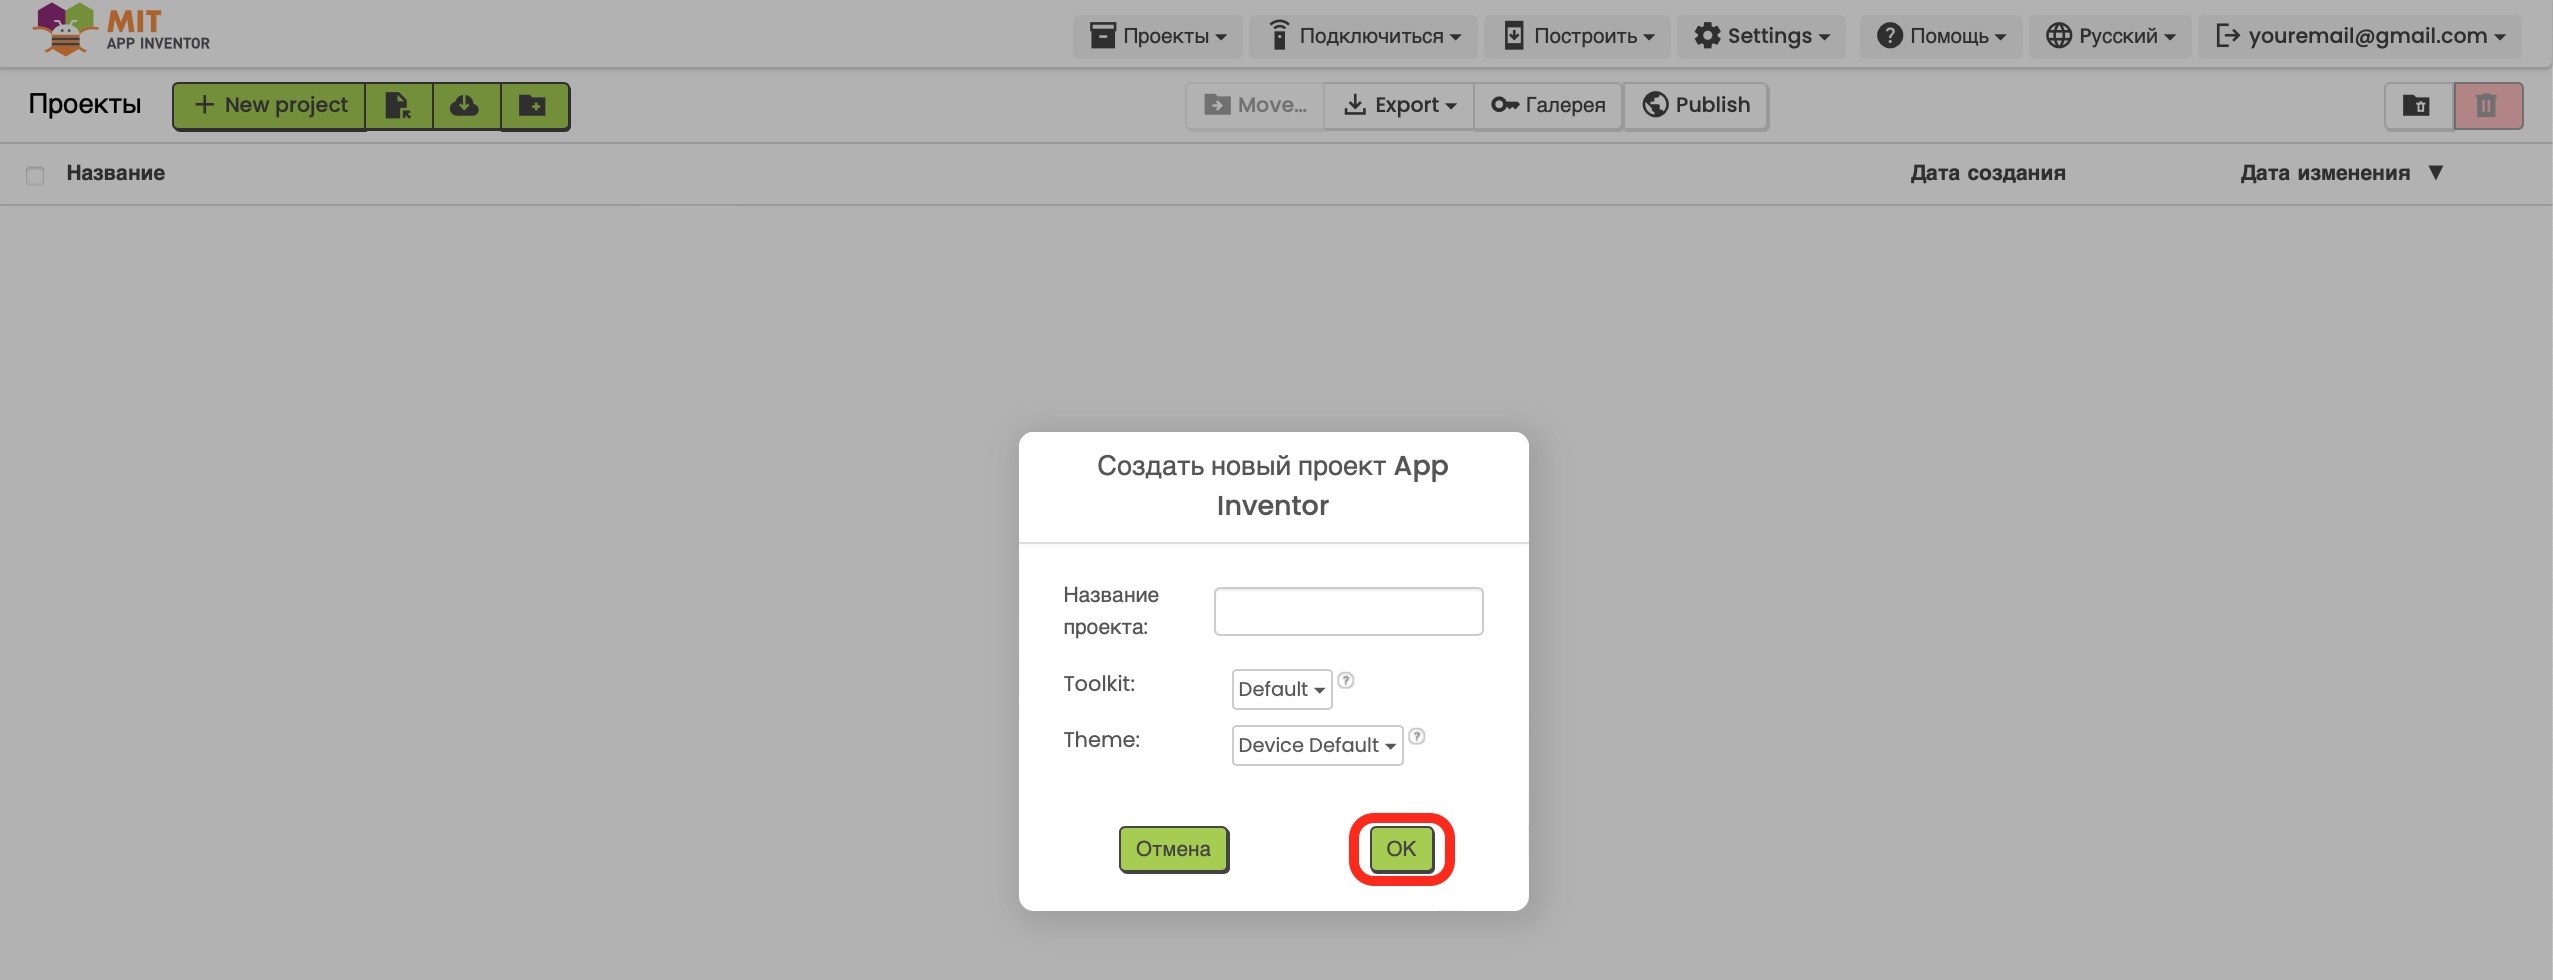 MIT
APP INVENTOR
Проекты
Подключиться
Построить
Settings
Помощь
Русский
youremail@gmail.com
Проекты
+ New project
Move...
Export
Галерея
Publish
Название
Дата создания
Дата изменения ▼
Создать новый проект App
Inventor
Название
проекта:
Toolkit:
Default
?
Theme:
Device Default
?
Отмена
OK